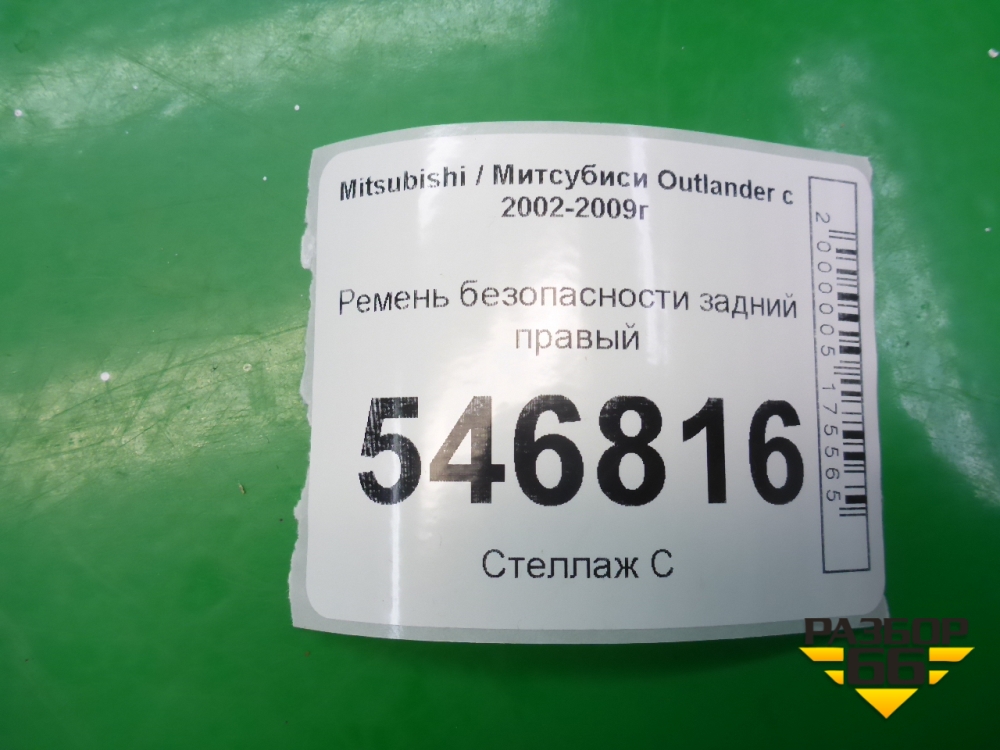 Mitsubishi / Митсубиси Outlander с
2002-2009г
Ремень безопасности задний
правый
546816
Стеллаж С
2000005175565
РАЗБОР
66